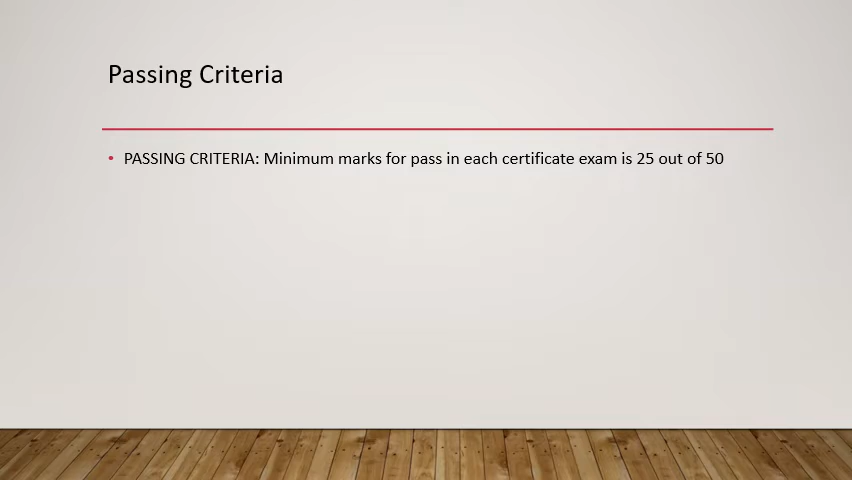 Passing Criteria
• PASSING CRITERIA: Minimum marks for pass in each certificate exam is 25 out of 50